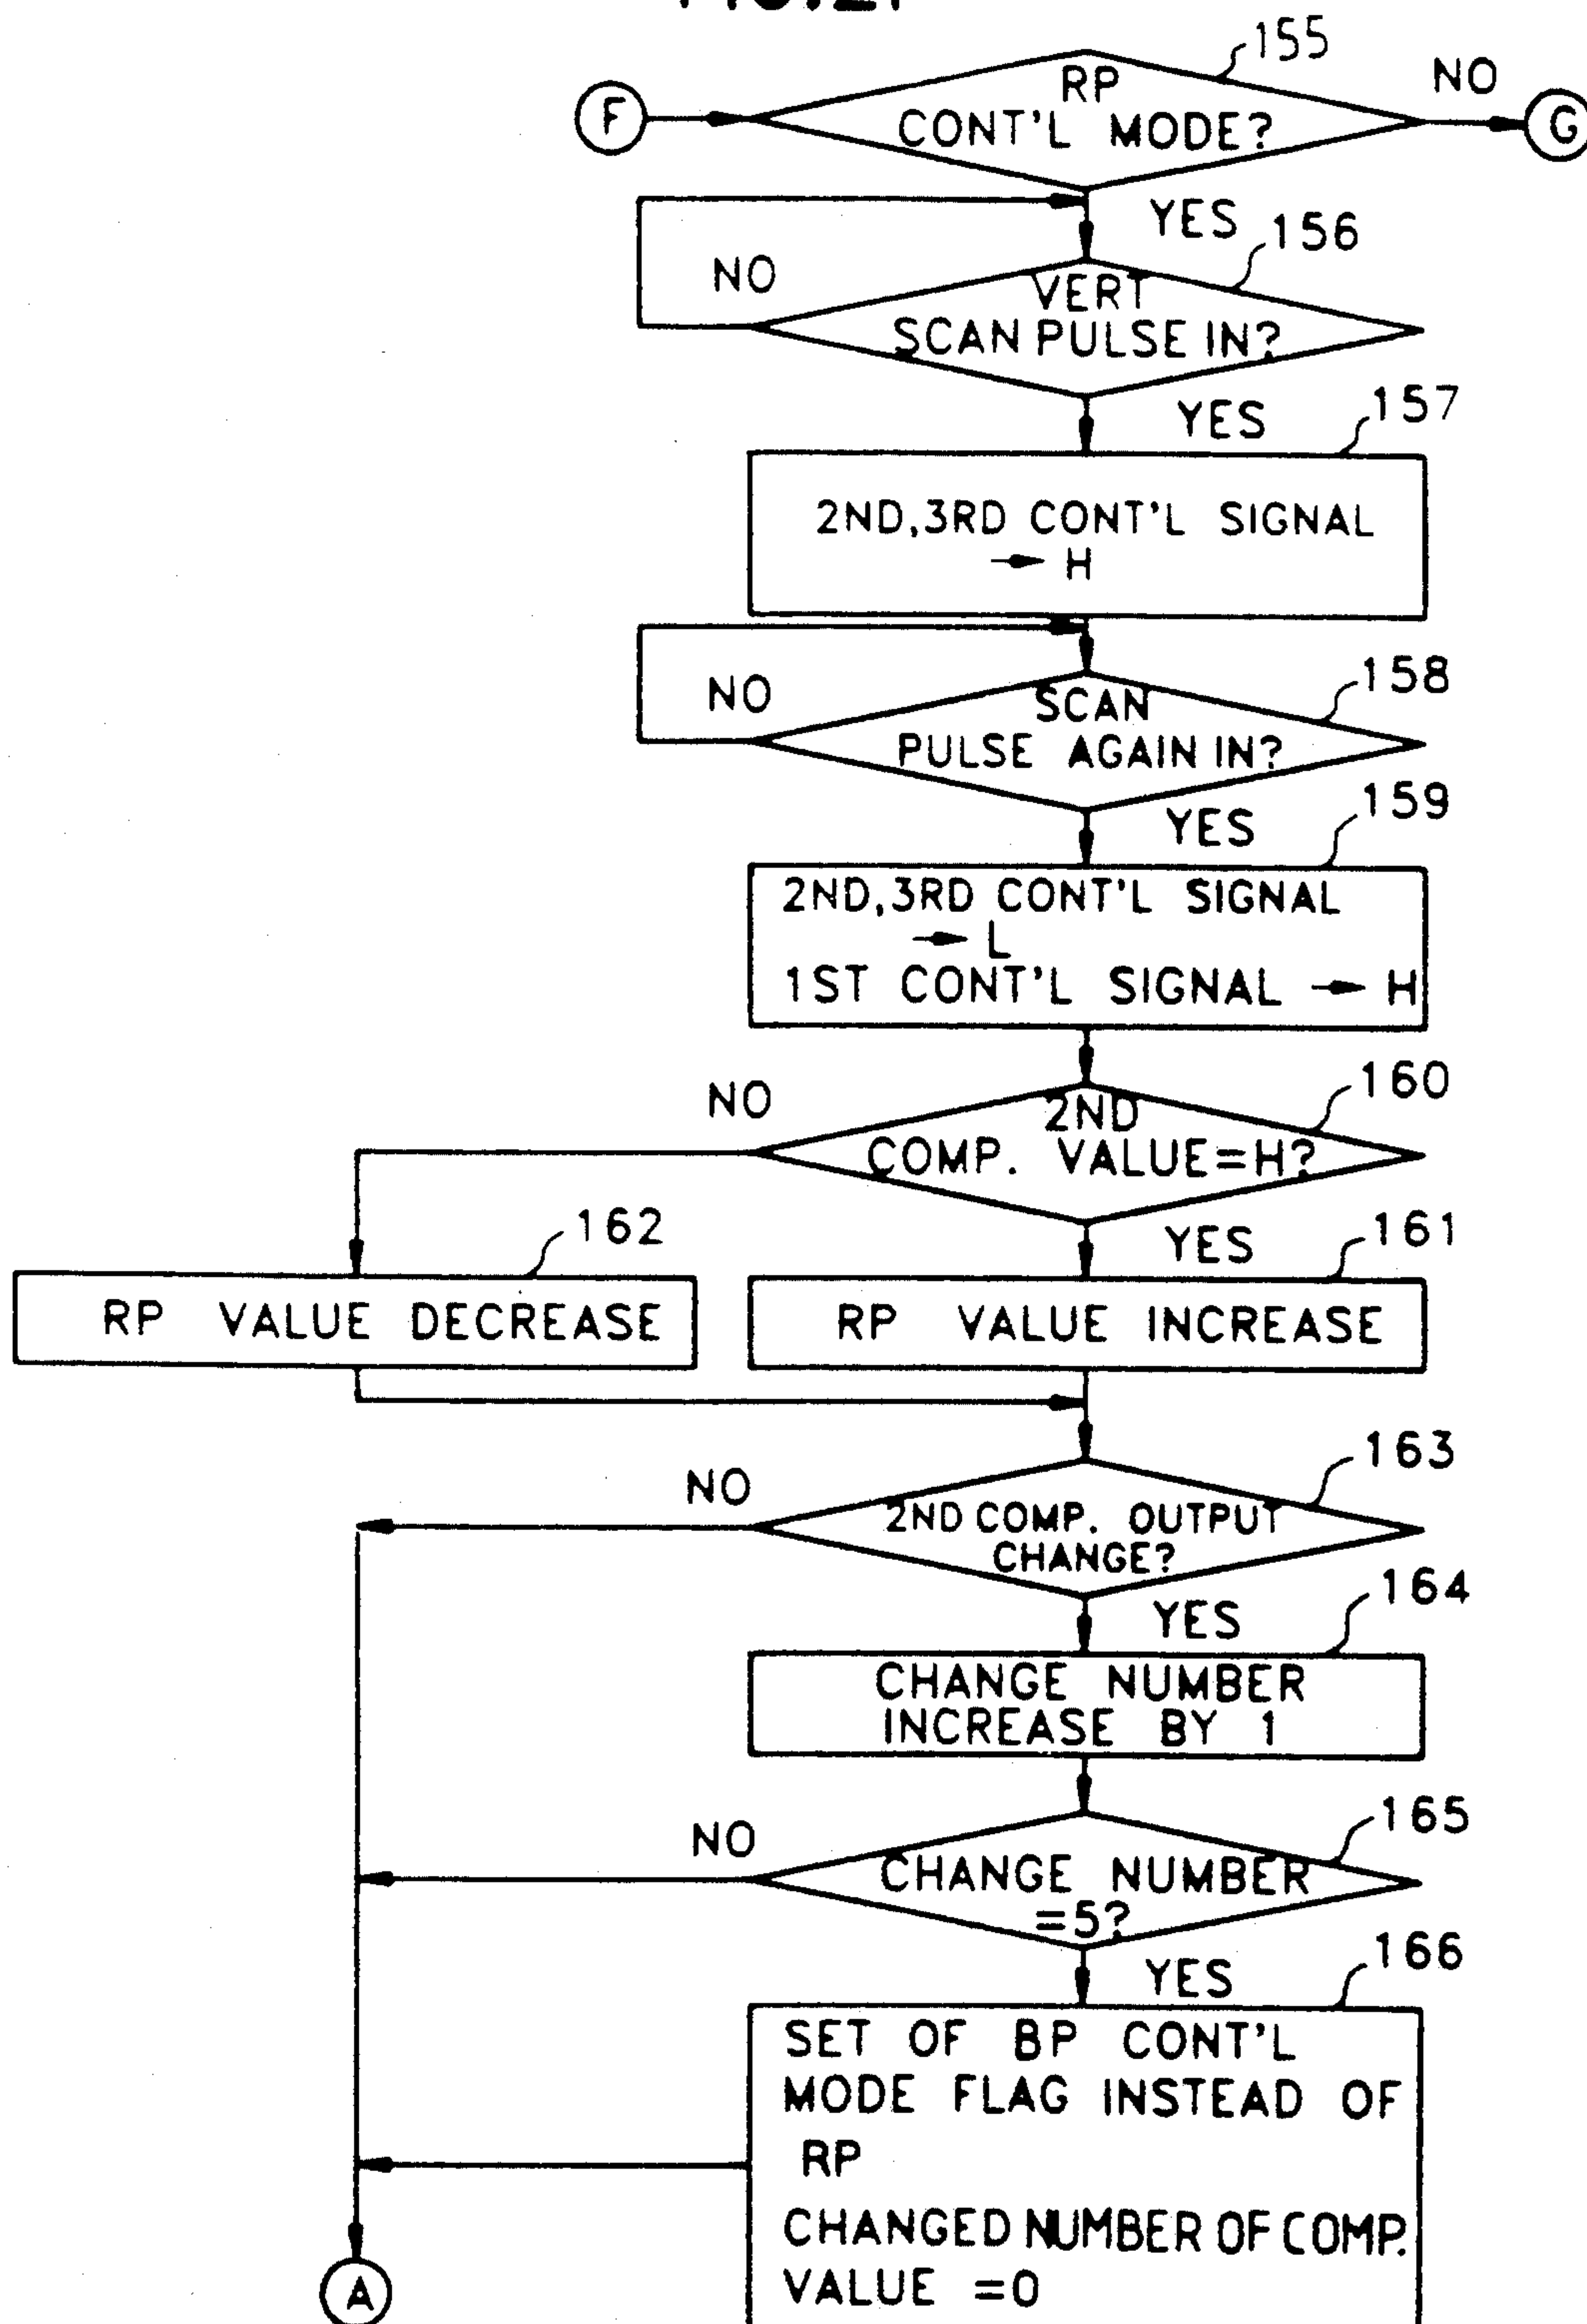 155
RP
NO
F
CONT'L MODE?
G
YES
156
NO
VERT
SCAN PULSE IN?
YES
157
2ND,3RD CONT'L SIGNAL
→ H
158
NO
SCAN
PULSE AGAIN IN?
YES
159
2ND,3RD CONT'L SIGNAL
→ L
1ST CONT'L SIGNAL → H
NO
160
2ND
COMP. VALUE=H?
162
YES
161
RP VALUE DECREASE
RP VALUE INCREASE
163
NO
2ND COMP. OUTPUT
CHANGE?
164
YES
CHANGE NUMBER
INCREASE BY 1
165
NO
CHANGE NUMBER
=5?
166
YES
SET OF BP CONT'L
MODE FLAG INSTEAD OF
RP
CHANGED NUMBER OF COMP.
VALUE =0
A